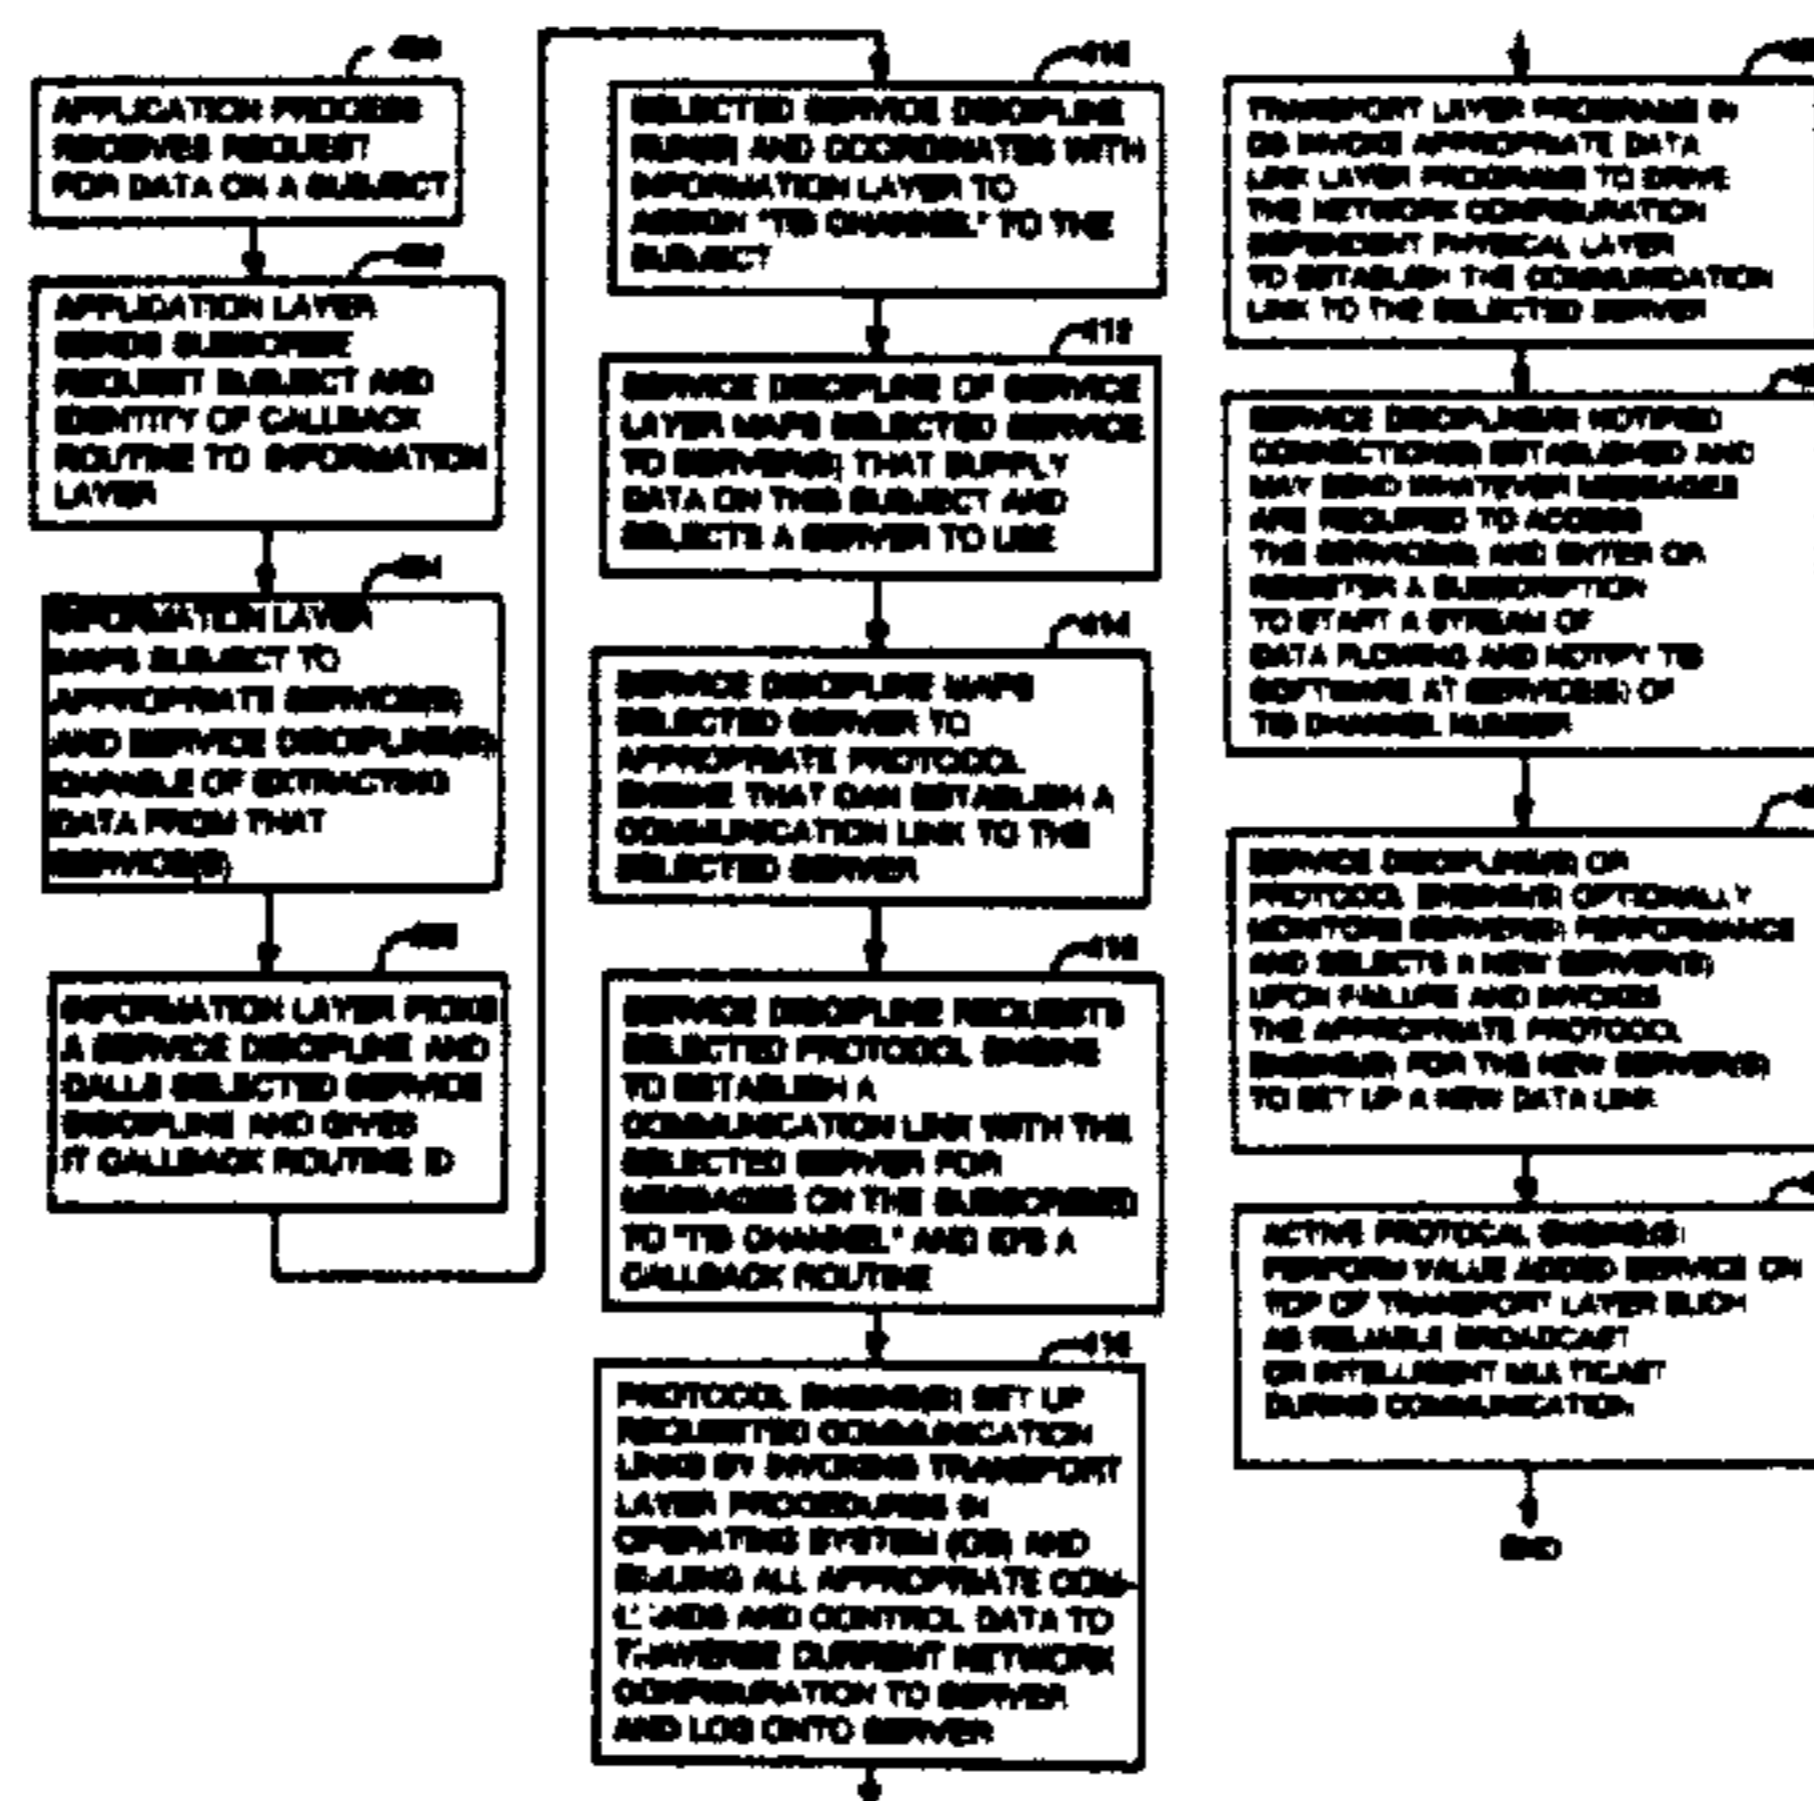 APPLICATION PROCESS
RECEIVES REQUEST
FOR DATA ON A SUBJECT
APPLICATION LAYER
SENDS SUBSCRIBE
REQUEST SUBJECT AND
IDENTITY OF CALLBACK
ROUTINE TO INFORMATION
LAYER
INFORMATION LAYER
MAPS SUBJECT TO
APPROPRIATE SERVICE(S)
AND SERVICE DISCIPLINE(S)
CAPABLE OF EXTRACTING
DATA FROM THAT
SERVICE(S)
INFORMATION LAYER PICKS
A SERVICE DISCIPLINE AND
CALLS SELECTED SERVICE
DISCIPLINE AND GIVES
IT CALLBACK ROUTINE ID
SELECTED SERVICE DISCIPLINE
AND COORDINATES WITH
INFORMATION LAYER TO
ASSIGN "TIB CHANNEL" TO THE
SUBJECT
412
SERVICE DISCIPLINE OF SERVICE
LAYER MAPS SELECTED SERVICE
TO SERVER(S) THAT SUPPLY
DATA ON THIS SUBJECT AND
SELECTS A SERVER TO USE
414
SERVICE DISCIPLINE MAPS
SELECTED SERVER TO
APPROPRIATE PROTOCOL
ENGINE THAT CAN ESTABLISH A
COMMUNICATION LINK TO THE
SELECTED SERVER
SERVICE DISCIPLINE REQUESTS
SELECTED PROTOCOL ENGINE
TO ESTABLISH A
COMMUNICATION LINK WITH THE
SELECTED SERVER FOR
MESSAGES ON THE SUBSCRIBED
TO "TIB CHANNEL" AND A
CALLBACK ROUTINE
PROTOCOL ENGINE(S) SET UP
REQUESTED COMMUNICATION
LINKS BY INVOKING TRANSPORT
LAYER PROCEDURES IN
OPERATING SYSTEM (OS) AND
ISSUING ALL APPROPRIATE COM-
AND CONTROL DATA TO
TRAVERSE CURRENT NETWORK
CONFIGURATION TO SERVER
AND LOG ONTO SERVER
TRANSPORT LAYER PROGRAMS IN
OS INVOKE APPROPRIATE DATA
LINK LAYER PROGRAMS TO DRIVE
THE NETWORK CONFIGURATION
DEPENDENT PHYSICAL LAYER
TO ESTABLISH THE COMMUNICATION
LINK TO THE SELECTED SERVER
SERVICE DISCIPLINE(S) NOTIFIED
CONNECTION(S) ESTABLISHED AND
MAY SEND WHATEVER MESSAGES
ARE REQUIRED TO ACCESS
THE SERVICE(S) AND ENTER OR
REGISTER A SUBSCRIPTION
TO START A STREAM OF
DATA FLOWING AND NOTIFY TIB
SOFTWARE AT SERVICE(S) OF
TIB CHANNEL NUMBER
SERVICE DISCIPLINE(S) OR
PROTOCOL ENGINE(S) OPTIONALLY
MONITORS SERVER(S) PERFORMANCE
AND SELECTS A NEW SERVER(S)
UPON FAILURE AND INVOKES
THE APPROPRIATE PROTOCOL
ENGINE(S) FOR THE NEW SERVER(S)
TO SET UP A NEW DATA LINK
ACTIVE PROTOCAL ENGINE(S)
PERFORM VALUE ADDED SERVICE ON
TOP OF TRANSPORT LAYER SUCH
AS RELIABLE BROADCAST
OR INTELLIGENT MULTICAST
DURING COMMUNICATION
END